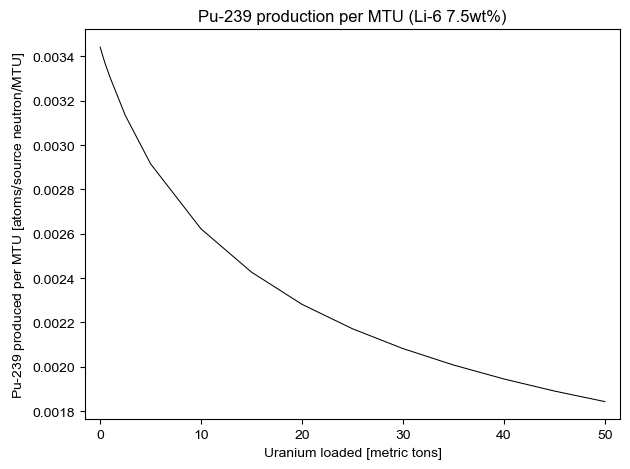 Pu-239 production per MTU (Li-6 7.5wt%)
Pu-239 produced per MTU [atoms/source neutron/MTU]
0.0034
0.0032
0.0030
0.0028
0.0026
0.0024
0.0022
0.0020
0.0018
0 10 20 30 40 50
Uranium loaded [metric tons]